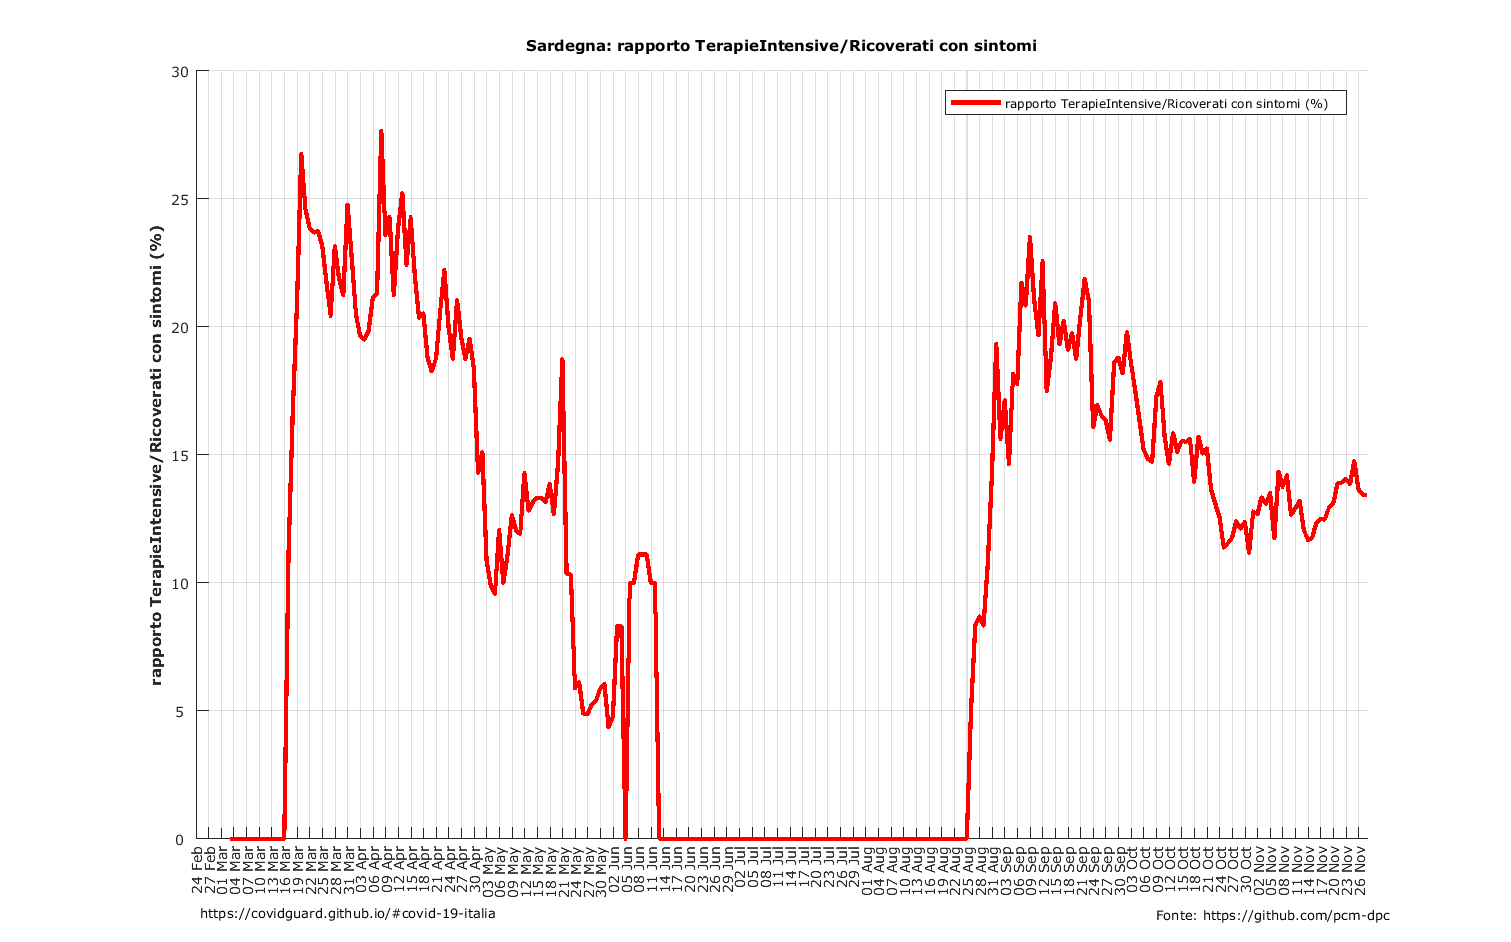 Sardegna: rapporto TerapieIntensive/Ricoverati con sintomi
rapporto TerapieIntensive/Ricoverati con sintomi (%)
rapporto TerapieIntensive/Ricoverati con sintomi (%)
30
25
20
15
10
5
0
24 Feb
27 Feb
01 Mar
04 Mar
07 Mar
10 Mar
13 Mar
16 Mar
19 Mar
22 Mar
25 Mar
28 Mar
31 Mar
03 Apr
06 Apr
09 Apr
12 Apr
15 Apr
18 Apr
21 Apr
24 Apr
27 Apr
30 Apr
03 May
06 May
09 May
12 May
15 May
18 May
21 May
24 May
27 May
30 May
02 Jun
05 Jun
08 Jun
11 Jun
14 Jun
17 Jun
20 Jun
23 Jun
26 Jun
29 Jun
02 Jul
05 Jul
08 Jul
11 Jul
14 Jul
17 Jul
20 Jul
23 Jul
26 Jul
29 Jul
01 Aug
04 Aug
07 Aug
10 Aug
13 Aug
16 Aug
19 Aug
22 Aug
25 Aug
28 Aug
31 Aug
03 Sep
06 Sep
09 Sep
12 Sep
15 Sep
18 Sep
21 Sep
24 Sep
27 Sep
30 Sep
03 Oct
06 Oct
09 Oct
12 Oct
15 Oct
18 Oct
21 Oct
24 Oct
27 Oct
30 Oct
02 Nov
05 Nov
08 Nov
11 Nov
14 Nov
17 Nov
20 Nov
23 Nov
26 Nov
https://covidguard.github.io/#covid-19-italia
Fonte: https://github.com/pcm-dpc